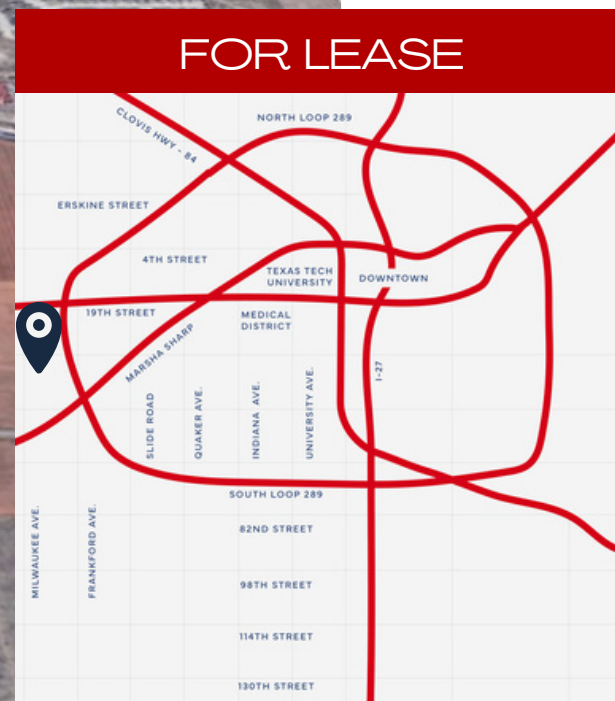 FOR LEASE
CLOVIS HWY - 84
NORTH LOOP 289
ERSKINE STREET
4TH STREET
TEXAS TECH
UNIVERSITY
DOWNTOWN
19TH STREET
MEDICAL
DISTRICT
MARSHA SHARP
I-27
SLIDE ROAD
QUAKER AVE.
INDIANA AVE.
UNIVERSITY AVE.
SOUTH LOOP 289
MILWAUKEE AVE.
FRANKFORD AVE.
82ND STREET
98TH STREET
114TH STREET
130TH STREET